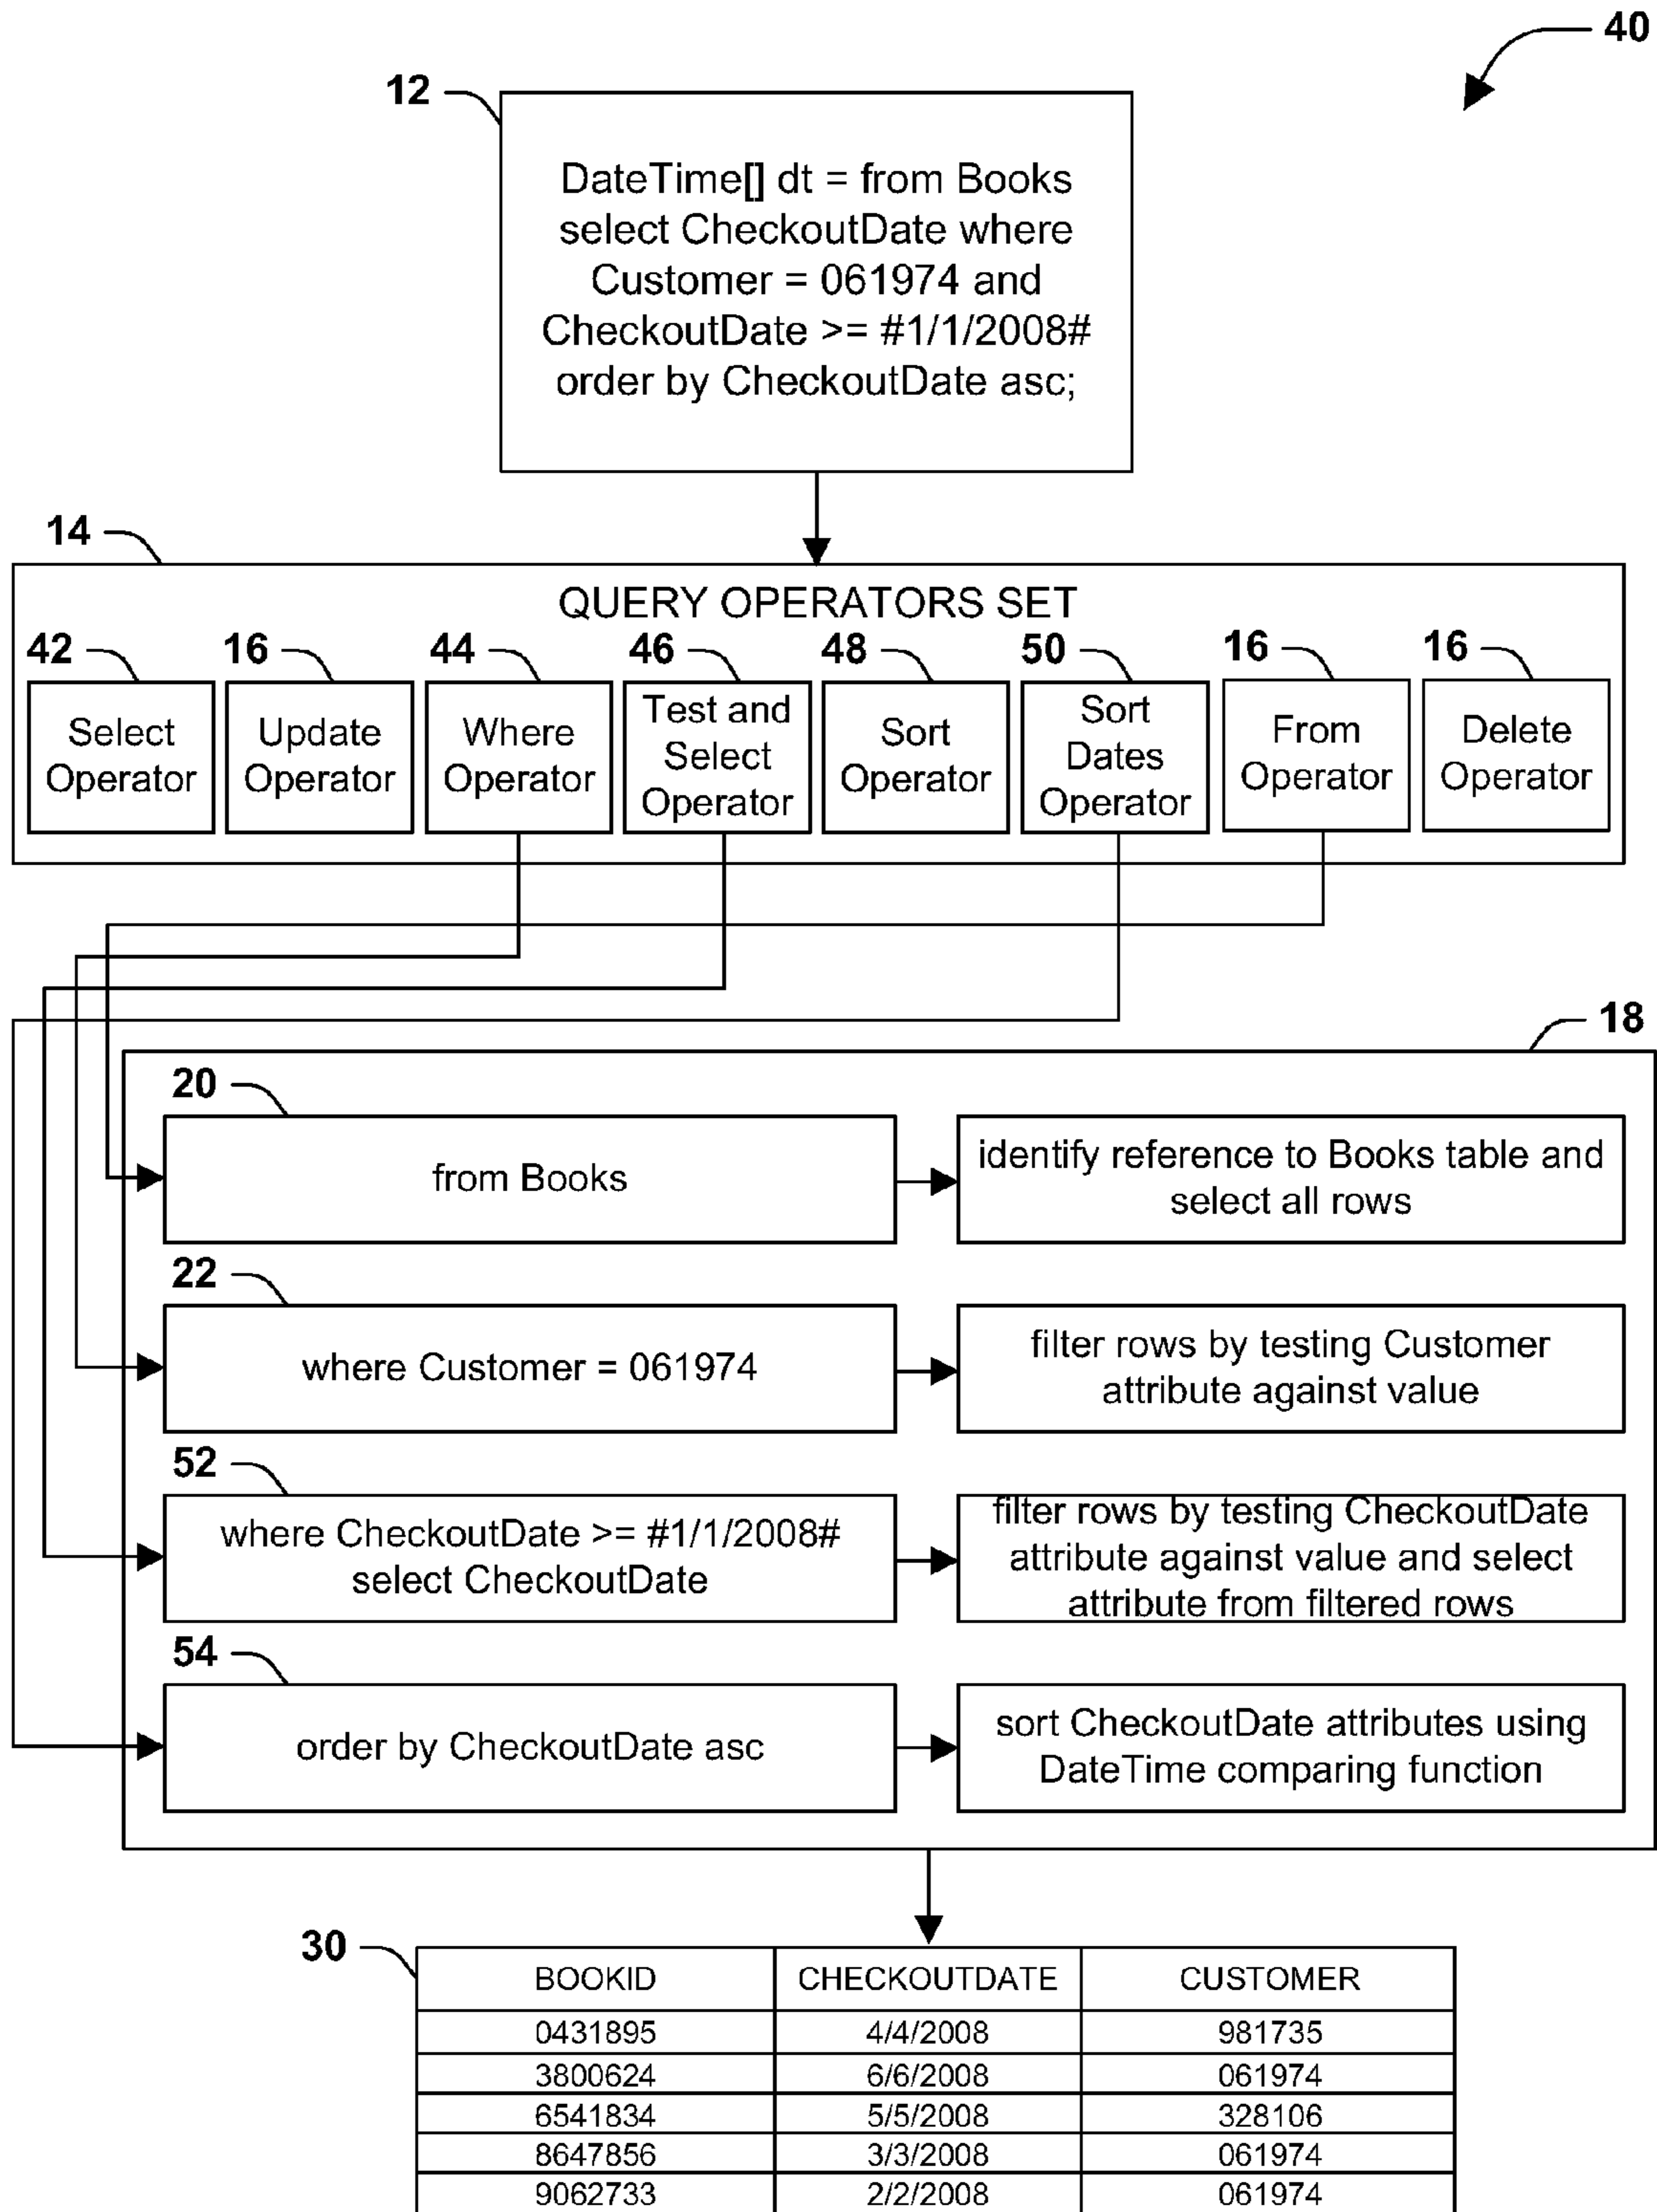 40
12
DateTime[] dt = from Books
select CheckoutDate where
Customer = 061974 and
CheckoutDate >= #1/1/2008#
order by CheckoutDate asc;
14
QUERY OPERATORS SET
42
16
44
46
48
50
16
16
Select
Operator
Update
Operator
Where
Operator
Test and
Select
Operator
Sort
Operator
Sort
Dates
Operator
From
Operator
Delete
Operator
18
20
from Books
identify reference to Books table and
select all rows
22
where Customer = 061974
filter rows by testing Customer
attribute against value
52
where CheckoutDate >= #1/1/2008#
select CheckoutDate
filter rows by testing CheckoutDate
attribute against value and select
attribute from filtered rows
54
order by CheckoutDate asc
sort CheckoutDate attributes using
DateTime comparing function
30
BOOKID CHECKOUTDATE CUSTOMER
0431895 4/4/2008 981735
3800624 6/6/2008 061974
6541834 5/5/2008 328106
8647856 3/3/2008 061974
9062733 2/2/2008 061974